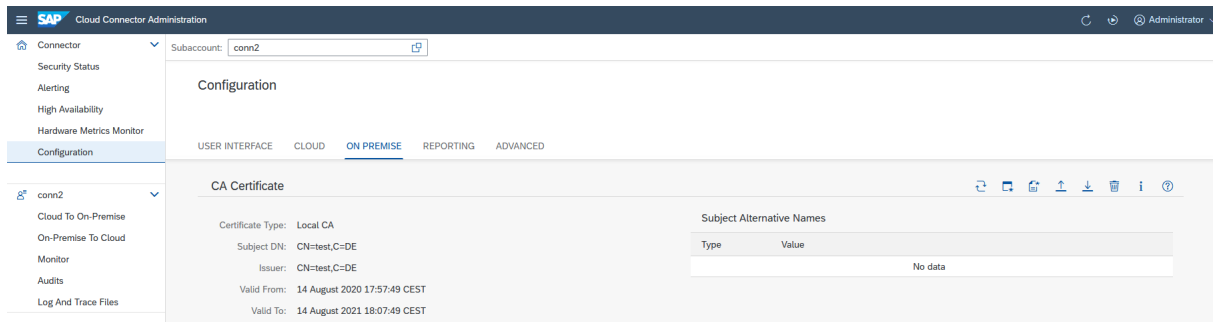 SAP Cloud Connector Administration
Administrator
Connector
Security Status
Alerting
High Availability
Hardware Metrics Monitor
Configuration
conn2
Cloud To On-Premise
On-Premise To Cloud
Monitor
Audits
Log And Trace Files
Subaccount: conn2
Configuration
USER INTERFACE CLOUD ON PREMISE REPORTING ADVANCED
CA Certificate
Certificate Type: Local CA
Subject DN: CN=test,C=DE
Issuer: CN=test,C=DE
Valid From: 14 August 2020 17:57:49 CEST
Valid To: 14 August 2021 18:07:49 CEST
Subject Alternative Names
Type Value
No data